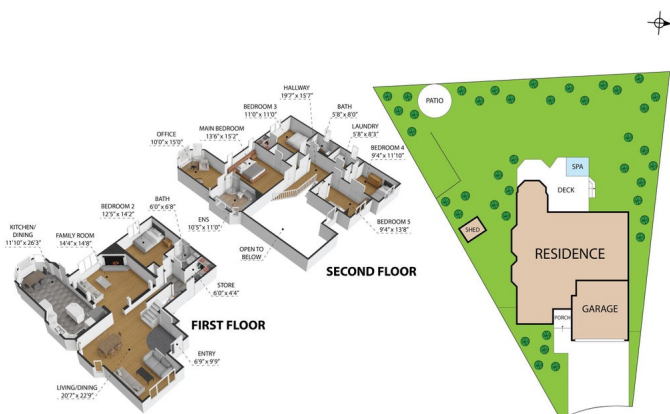 HALLWAY
19'7" x 15'7"
BEDROOM 3
11'0" x 11'0"
BATH
5'8" x 8'0"
MAIN BEDROOM
13'6" x 15'2"
LAUNDRY
5'8" x 8'3"
OFFICE
10'0" x 15'0"
BEDROOM 4
9'4" x 11'10"
BEDROOM 5
9'4" x 13'8"
ENS
10'5" x 11'0"
OPEN TO
BELOW
SECOND FLOOR
BATH
6'0" x 6'8"
BEDROOM 2
12'5" x 14'2"
KITCHEN/
DINING
11'10" x 26'3"
FAMILY ROOM
14'4" x 14'8"
STORE
6'0" x 4'4"
FIRST FLOOR
ENTRY
6'9" x 9'9"
LIVING/DINING
20'7" x 22'9"
PATIO
SPA
DECK
SHED
RESIDENCE
GARAGE
PORCH